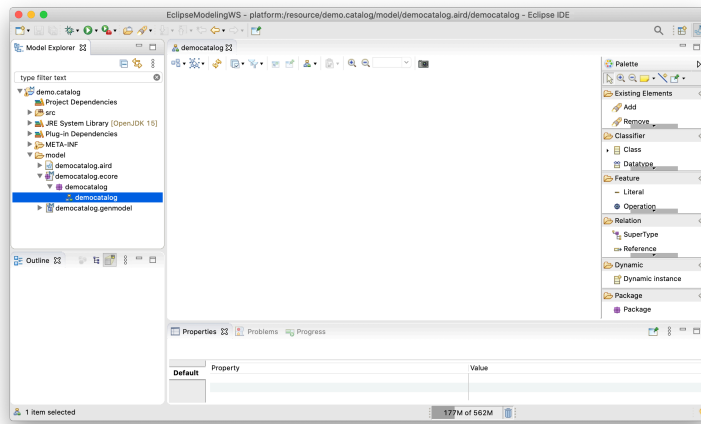 EclipseModelingWS - platform:/resource/demo.catalog/model/democatalog.aird/democatalog - Eclipse IDE
Model Explorer
democatalog
type filter text
demo.catalog
Project Dependencies
src
JRE System Library [OpenJDK 15]
Plug-in Dependencies
META-INF
model
democatalog.aird
democatalog.ecore
democatalog
democatalog
democatalog.genmodel
Outline
Palette
Existing Elements
Add
Remove
Classifier
Class
Datatype
Feature
Literal
Operation
Relation
SuperType
Reference
Dynamic
Dynamic instance
Package
Package
Properties
Problems
Progress
Default
Property
Value
1 item selected
177M of 562M